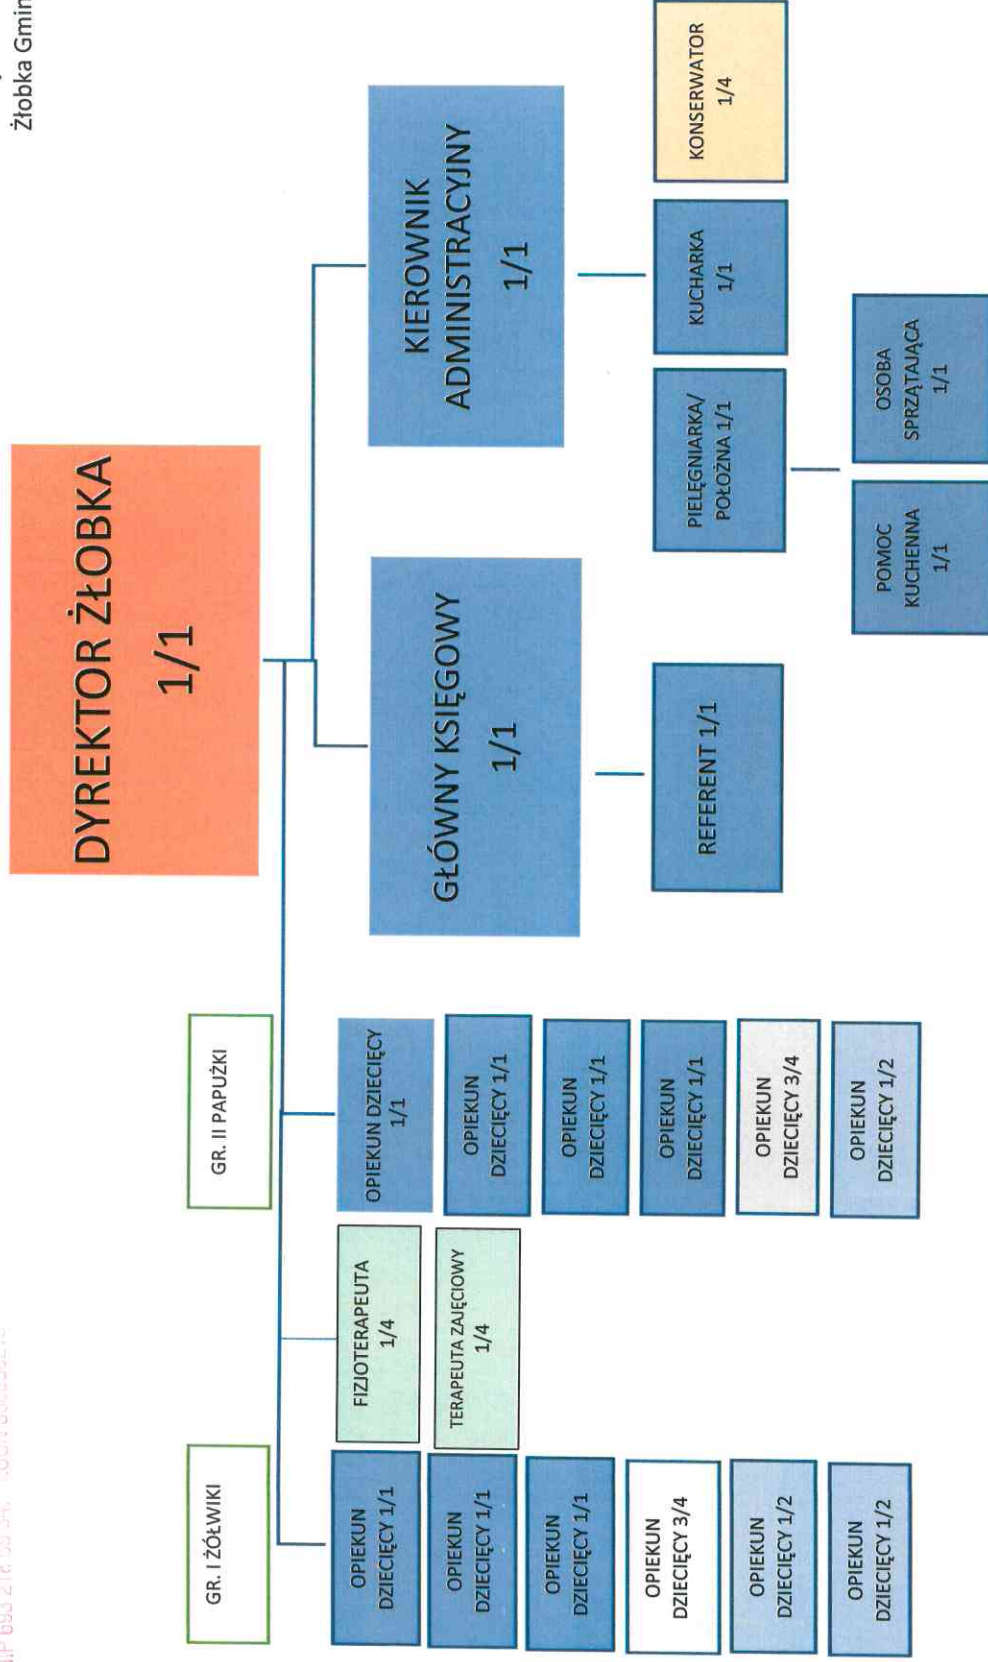 Żłobka Gmin
DYREKTOR ŻŁOBKA
1/1
GR. I ŻÓŁWIKI
GR. II PAPUŻKI
OPIEKUN
DZIECIĘCY 1/1
OPIEKUN
DZIECIĘCY 1/1
OPIEKUN
DZIECIĘCY 1/1
OPIEKUN
DZIECIĘCY 3/4
OPIEKUN
DZIECIĘCY 1/2
OPIEKUN
DZIECIĘCY 1/2
FIZJOTERAPEUTA
1/4
TERAPEUTA ZAJĘCIOWY
1/4
OPIEKUN DZIECIĘCY
1/1
OPIEKUN
DZIECIĘCY 1/1
OPIEKUN
DZIECIĘCY 1/1
OPIEKUN
DZIECIĘCY 1/1
OPIEKUN
DZIECIĘCY 3/4
OPIEKUN
DZIECIĘCY 1/2
GŁÓWNY KSIĘGOWY
1/1
REFERENT 1/1
KIEROWNIK
ADMINISTRACYJNY
1/1
PIELĘGNIARKA/
POŁOŻNA 1/1
KUCHARKA
1/1
KONSERWATOR
1/4
POMOC
KUCHENNA
1/1
OSOBA
SPRZĄTAJĄCA
1/1